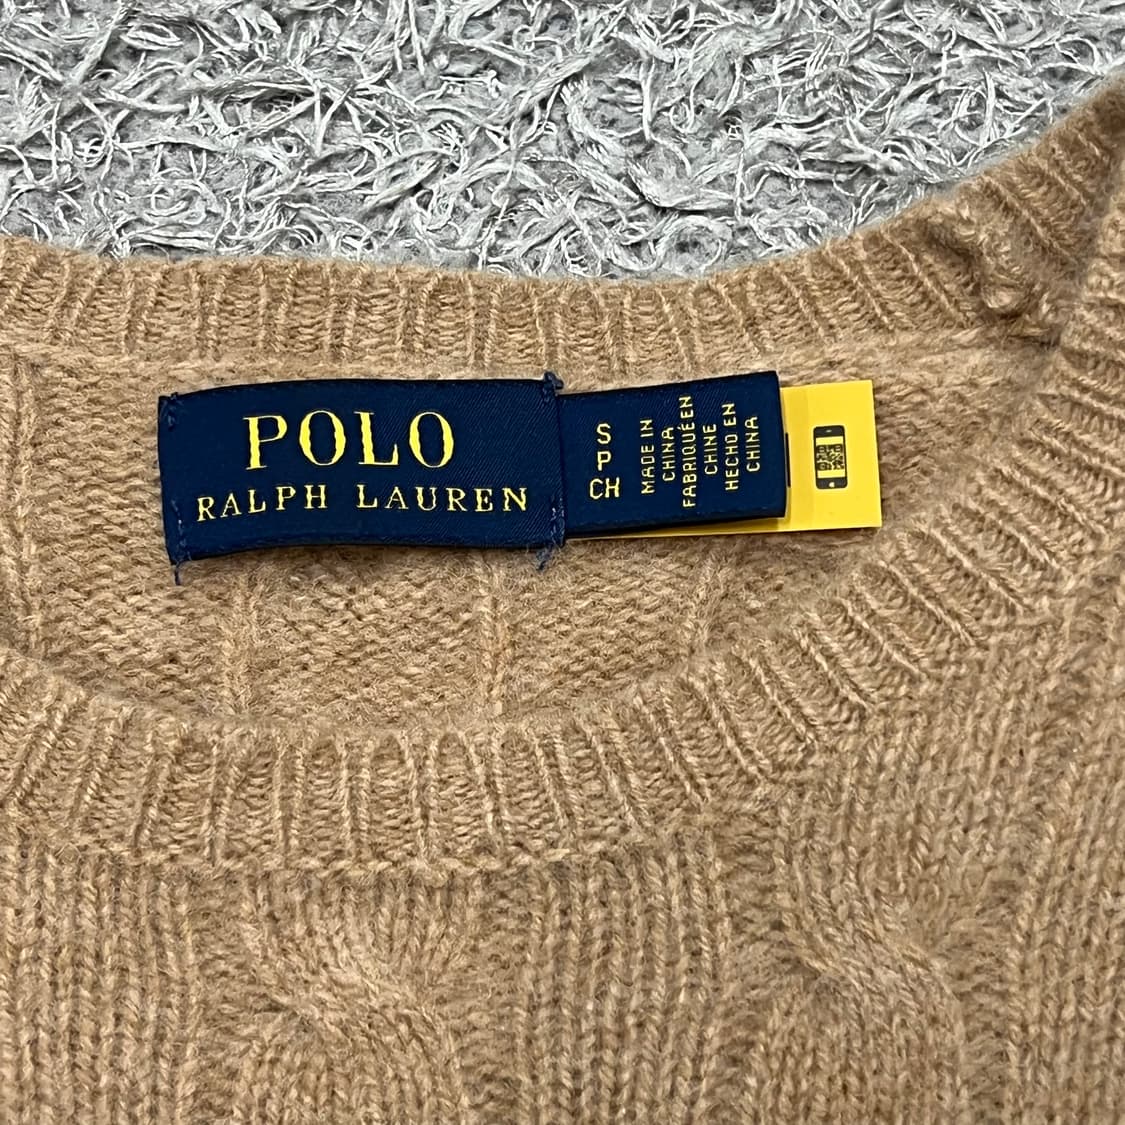 POLO
RALPH LAUREN
S
P
CH
MADE IN
CHINA
FABRIQUÉ EN
CHINE
HECHO EN
CHINA